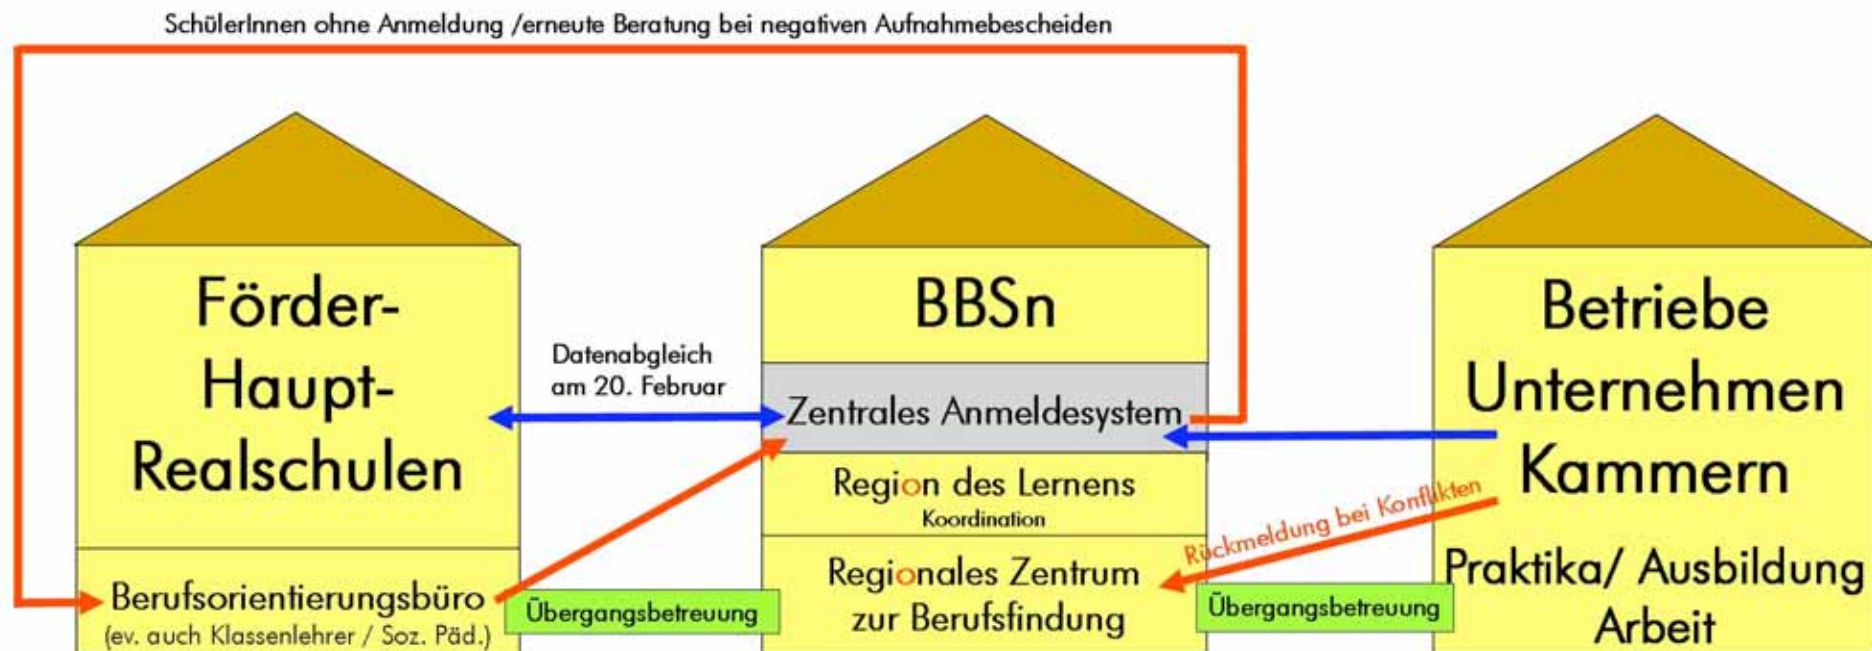 SchülerInnen ohne Anmeldung /erneute Beratung bei negativen Aufnahmebescheiden
Förder-
Haupt-
Realschulen
Berufsorientierungsbüro
(ev. auch Klassenlehrer / Soz. Päd.)
Datenabgleich
am 20. Februar
Übergangsbetreuung
BBSn
Zentrales Anmeldesystem
Region des Lernens
Koordination
Regionales Zentrum
zur Berufsfindung
Rückmeldung bei Konflikten
Übergangsbetreuung
Betriebe
Unternehmen
Kammern
Praktika/ Ausbildung
Arbeit